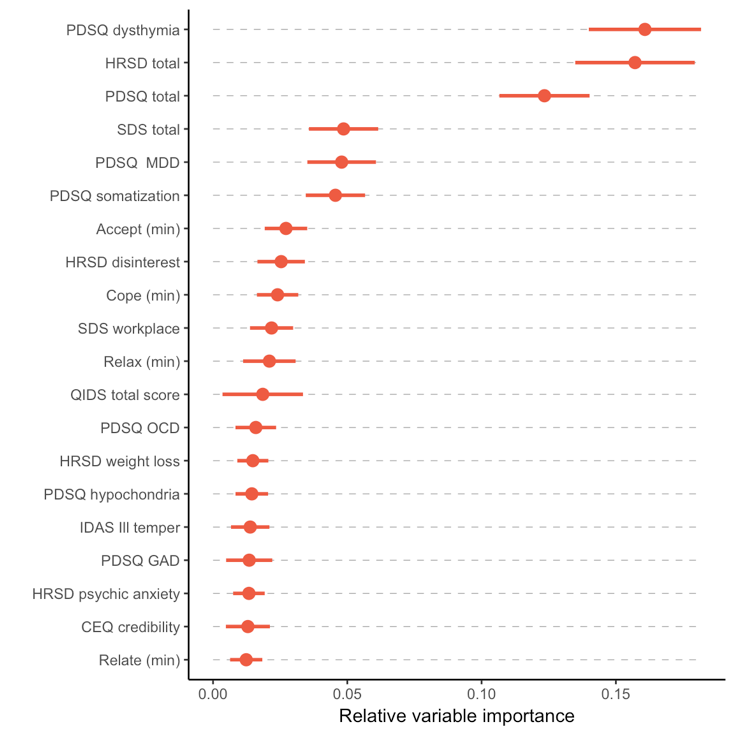 PDSQ dysthymia
HRSD total
PDSQ total
SDS total
PDSQ  MDD
PDSQ somatization
Accept (min)
HRSD disinterest
Cope (min)
SDS workplace
Relax (min)
QIDS total score
PDSQ OCD
HRSD weight loss
PDSQ hypochondria
IDAS Ill temper
PDSQ GAD
HRSD psychic anxiety
CEQ credibility
Relate (min)
0.00 0.05 0.10 0.15
Relative variable importance